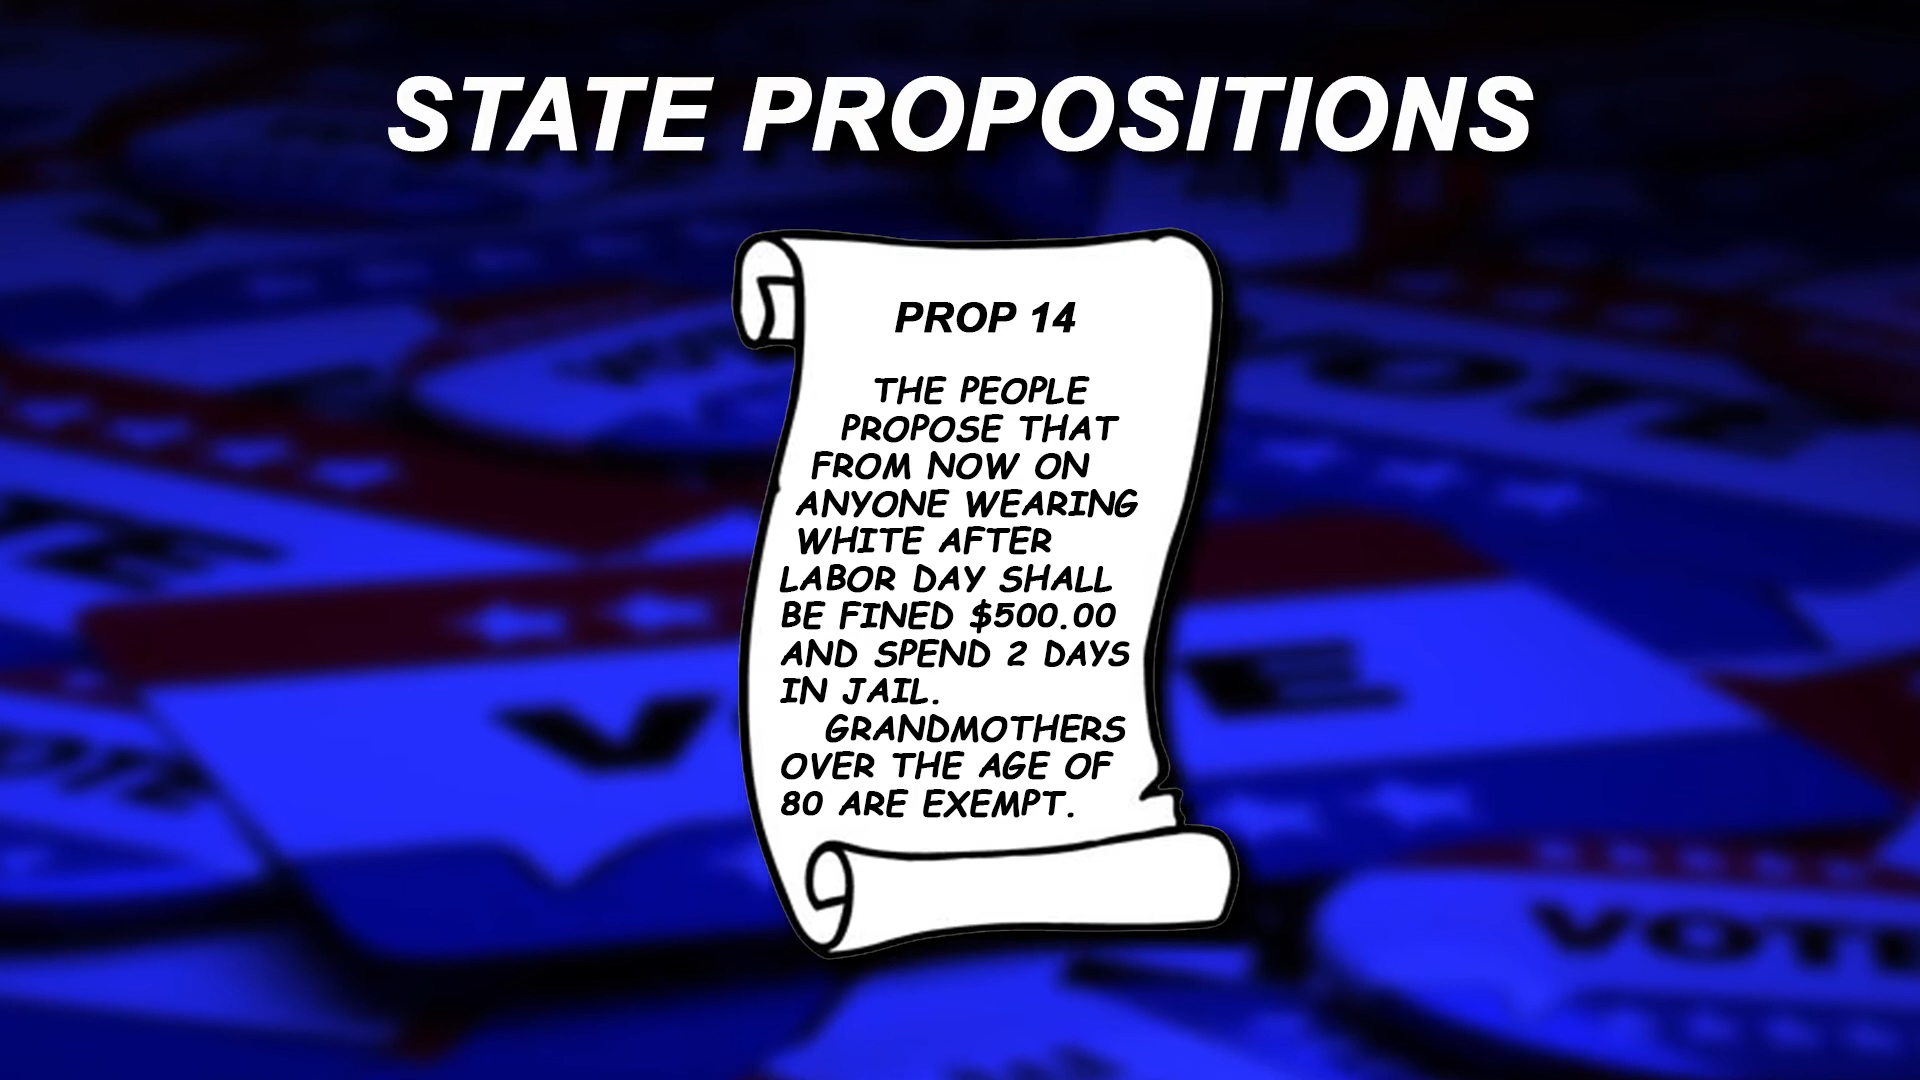 STATE PROPOSITIONS
PROP 14
THE PEOPLE
PROPOSE THAT
FROM NOW ON
ANYONE WEARING
WHITE AFTER
LABOR DAY SHALL
BE FINED $500.00
AND SPEND 2 DAYS
IN JAIL.
GRANDMOTHERS
OVER THE AGE OF
80 ARE EXEMPT.
VOTE